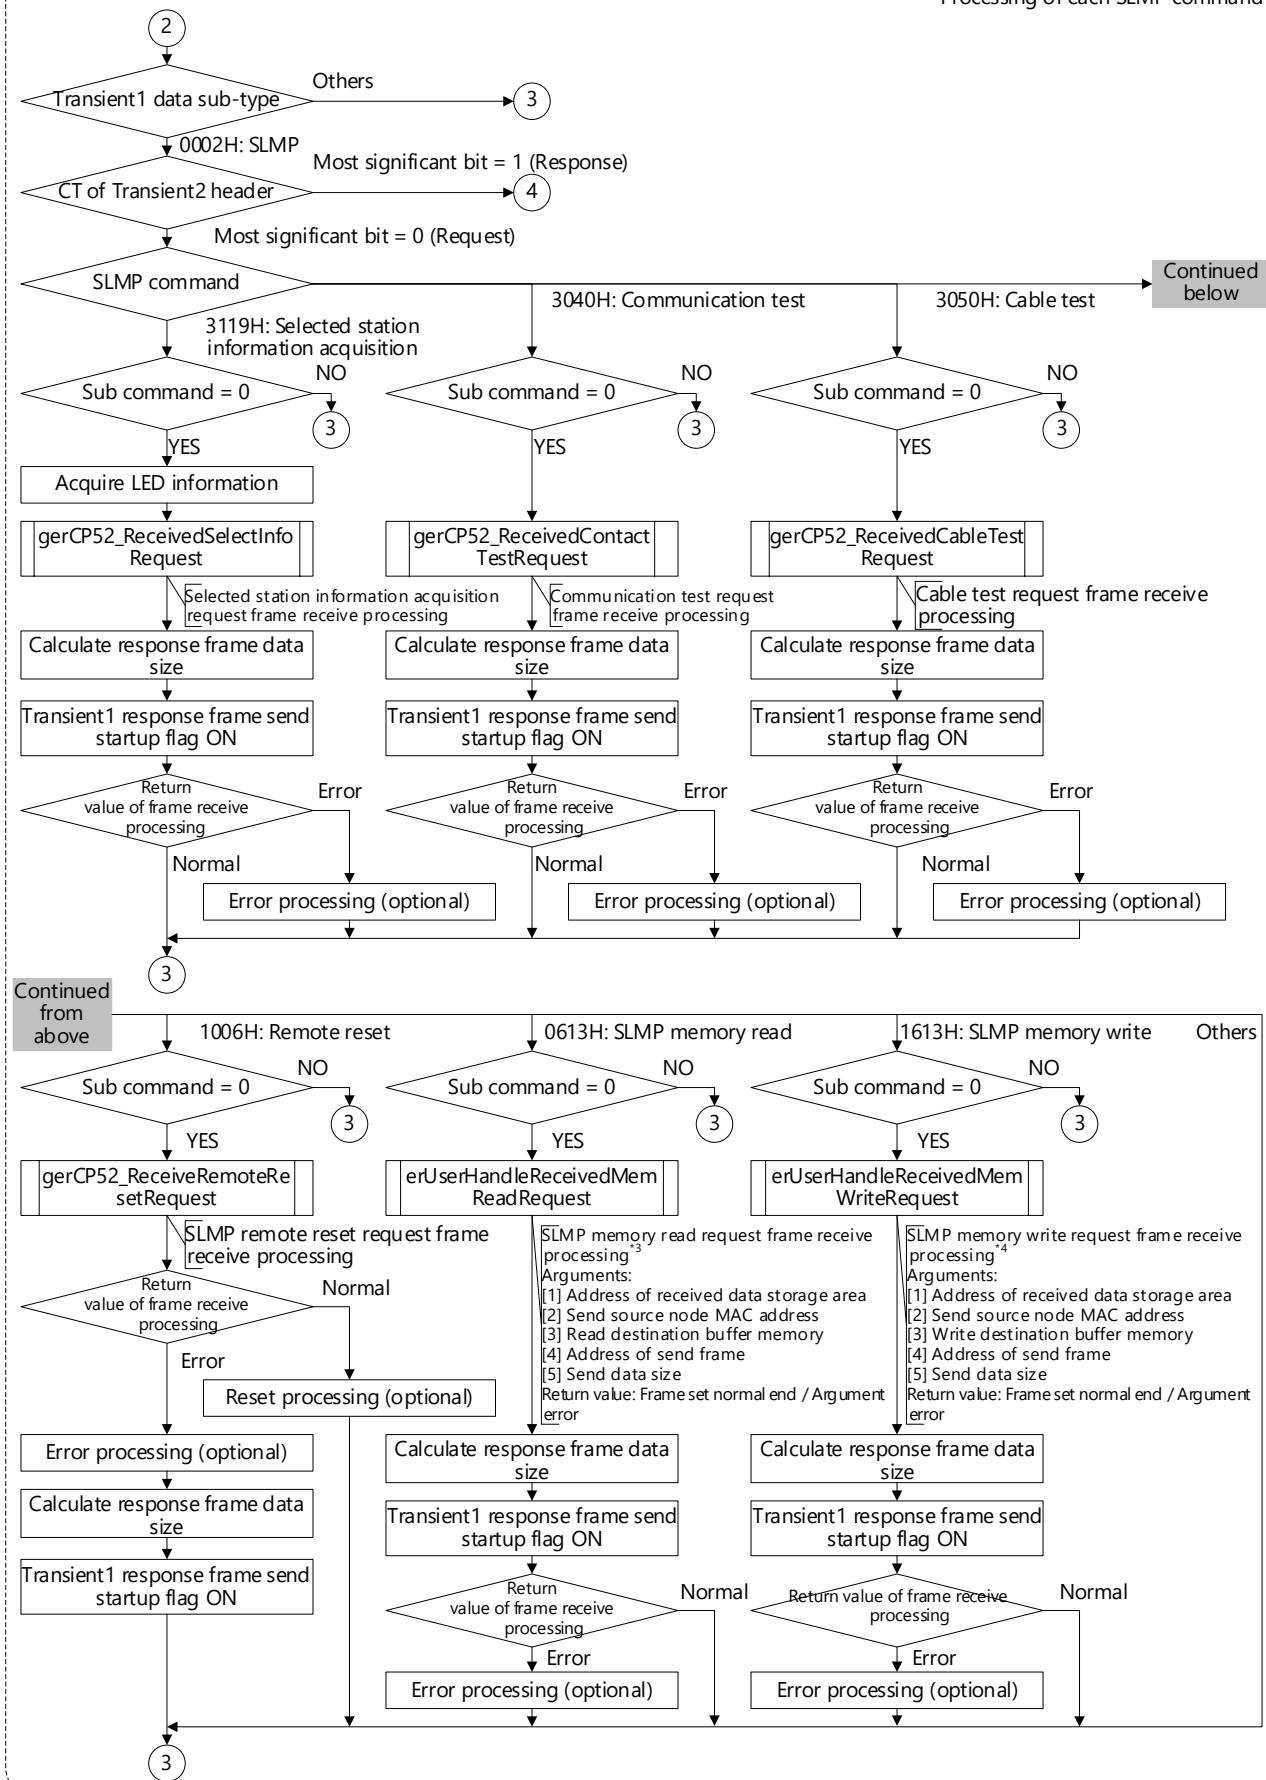 Processing of each SLMP command
2
Transient1 data sub-type
Others
3
0002H: SLMP
Most significant bit = 1 (Response)
CT of Transient2 header
4
Most significant bit = 0 (Request)
SLMP command
Continued
below
3119H: Selected station
information acquisition
3040H: Communication test
3050H: Cable test
Sub command = 0
NO
3
YES
Sub command = 0
NO
3
YES
Sub command = 0
NO
3
YES
Acquire LED information
gerCP52_ReceivedSelectInfo
Request
gerCP52_ReceivedContact
TestRequest
gerCP52_ReceivedCableTest
Request
Selected station information acquisition
request frame receive processing
Communication test request
frame receive processing
Cable test request frame receive
processing
Calculate response frame data
size
Calculate response frame data
size
Calculate response frame data
size
Transient1 response frame send
startup flag ON
Transient1 response frame send
startup flag ON
Transient1 response frame send
startup flag ON
Return
value of frame receive
processing
Error
Normal
Return
value of frame receive
processing
Error
Normal
Return
value of frame receive
processing
Error
Normal
Error processing (optional)
Error processing (optional)
Error processing (optional)
3
Continued
from
above
1006H: Remote reset
0613H: SLMP memory read
1613H: SLMP memory write
Others
Sub command = 0
NO
3
YES
Sub command = 0
NO
3
YES
Sub command = 0
NO
3
YES
gerCP52_ReceiveRemoteRe
setRequest
erUserHandleReceivedMem
ReadRequest
erUserHandleReceivedMem
WriteRequest
SLMP remote reset request frame
receive processing
SLMP memory read request frame receive
processing*3
Arguments:
[1] Address of received data storage area
[2] Send source node MAC address
[3] Read destination buffer memory
[4] Address of send frame
[5] Send data size
Return value: Frame set normal end / Argument
error
SLMP memory write request frame receive
processing*4
Arguments:
[1] Address of received data storage area
[2] Send source node MAC address
[3] Write destination buffer memory
[4] Address of send frame
[5] Send data size
Return value: Frame set normal end / Argument
error
Return
value of frame receive
processing
Normal
Error
Reset processing (optional)
Error processing (optional)
Calculate response frame data
size
Transient1 response frame send
startup flag ON
Calculate response frame data
size
Transient1 response frame send
startup flag ON
Return
value of frame receive
processing
Normal
Error
Error processing (optional)
Calculate response frame data
size
Transient1 response frame send
startup flag ON
Return value of frame receive
processing
Normal
Error
Error processing (optional)
3